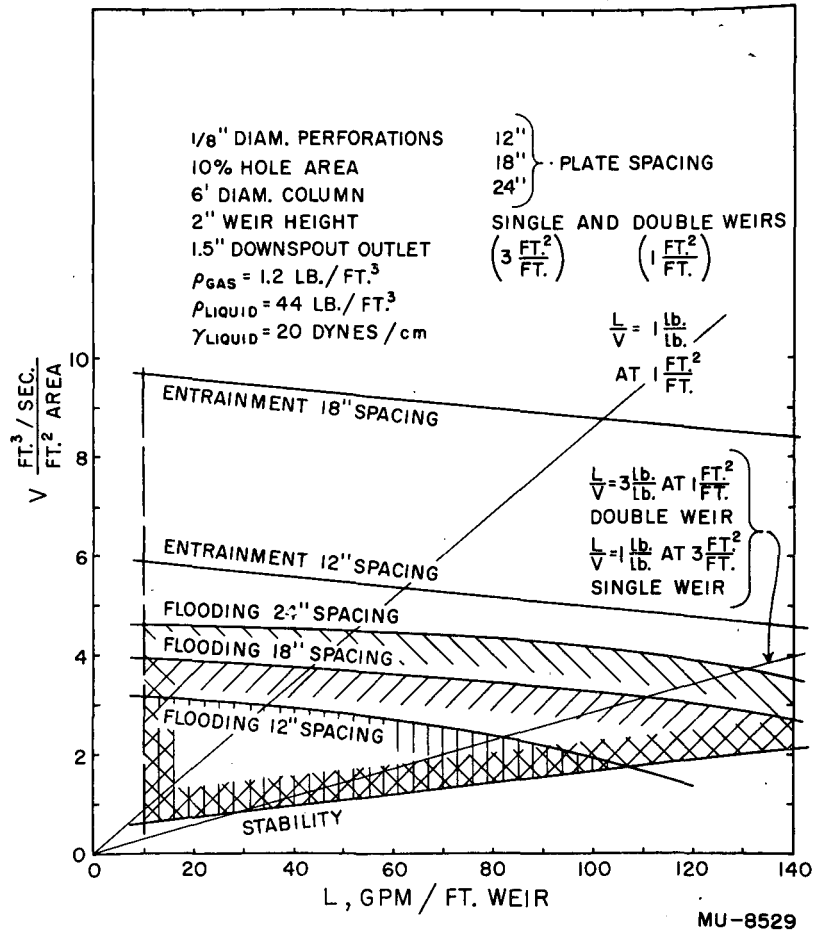 1/8" DIAM. PERFORATIONS
10% HOLE AREA
6' DIAM. COLUMN
2" WEIR HEIGHT
1.5" DOWNSPOUT OUTLET
ρGAS = 1.2 LB./FT.³
ρLIQUID = 44 LB./FT.³
γLIQUID = 20 DYNES/cm
12"
18"
24"
PLATE SPACING
SINGLE AND DOUBLE WEIRS
(3 FT.²/FT.) (1 FT.²/FT.)
L/V = 1 lb./lb.
AT 1 FT.²/FT.
ENTRAINMENT 18" SPACING
L/V = 3 lb./lb. AT 1 FT.²/FT.
DOUBLE WEIR
L/V = 1 lb./lb. AT 3 FT.²/FT.
SINGLE WEIR
ENTRAINMENT 12" SPACING
FLOODING 24" SPACING
FLOODING 18" SPACING
FLOODING 12" SPACING
STABILITY
V FT.³/SEC. / FT.² AREA
10
8
6
4
2
0
0 20 40 60 80 100 120 140
L, GPM / FT. WEIR
MU-8529